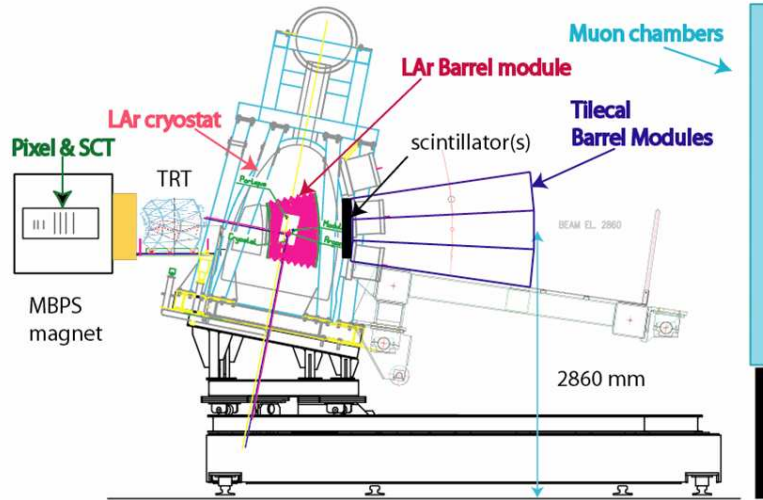 Muon chambers
LAr Barrel module
Tilecal
Barrel Modules
LAr cryostat
scintillator(s)
Pixel & SCT
TRT
BEAM EL. 2860
MBPS
magnet
2860 mm